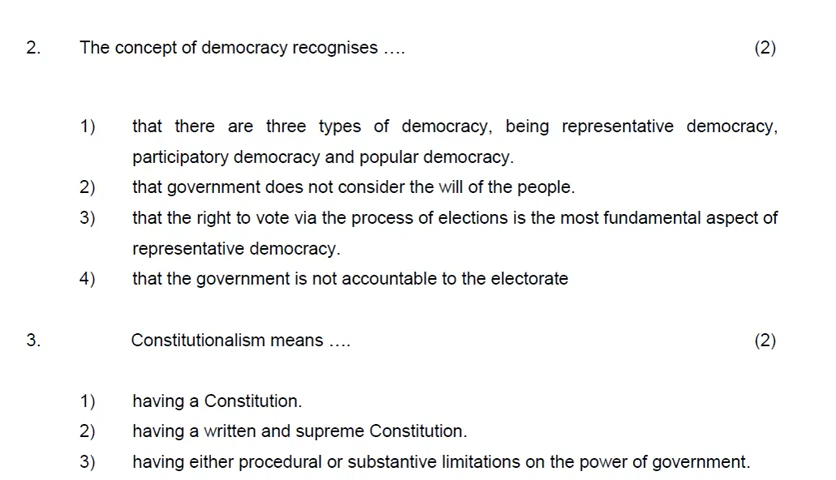 2. The concept of democracy recognises …. (2)
1) that there are three types of democracy, being representative democracy,
participatory democracy and popular democracy.
2) that government does not consider the will of the people.
3) that the right to vote via the process of elections is the most fundamental aspect of
representative democracy.
4) that the government is not accountable to the electorate
3. Constitutionalism means …. (2)
1) having a Constitution.
2) having a written and supreme Constitution.
3) having either procedural or substantive limitations on the power of government.